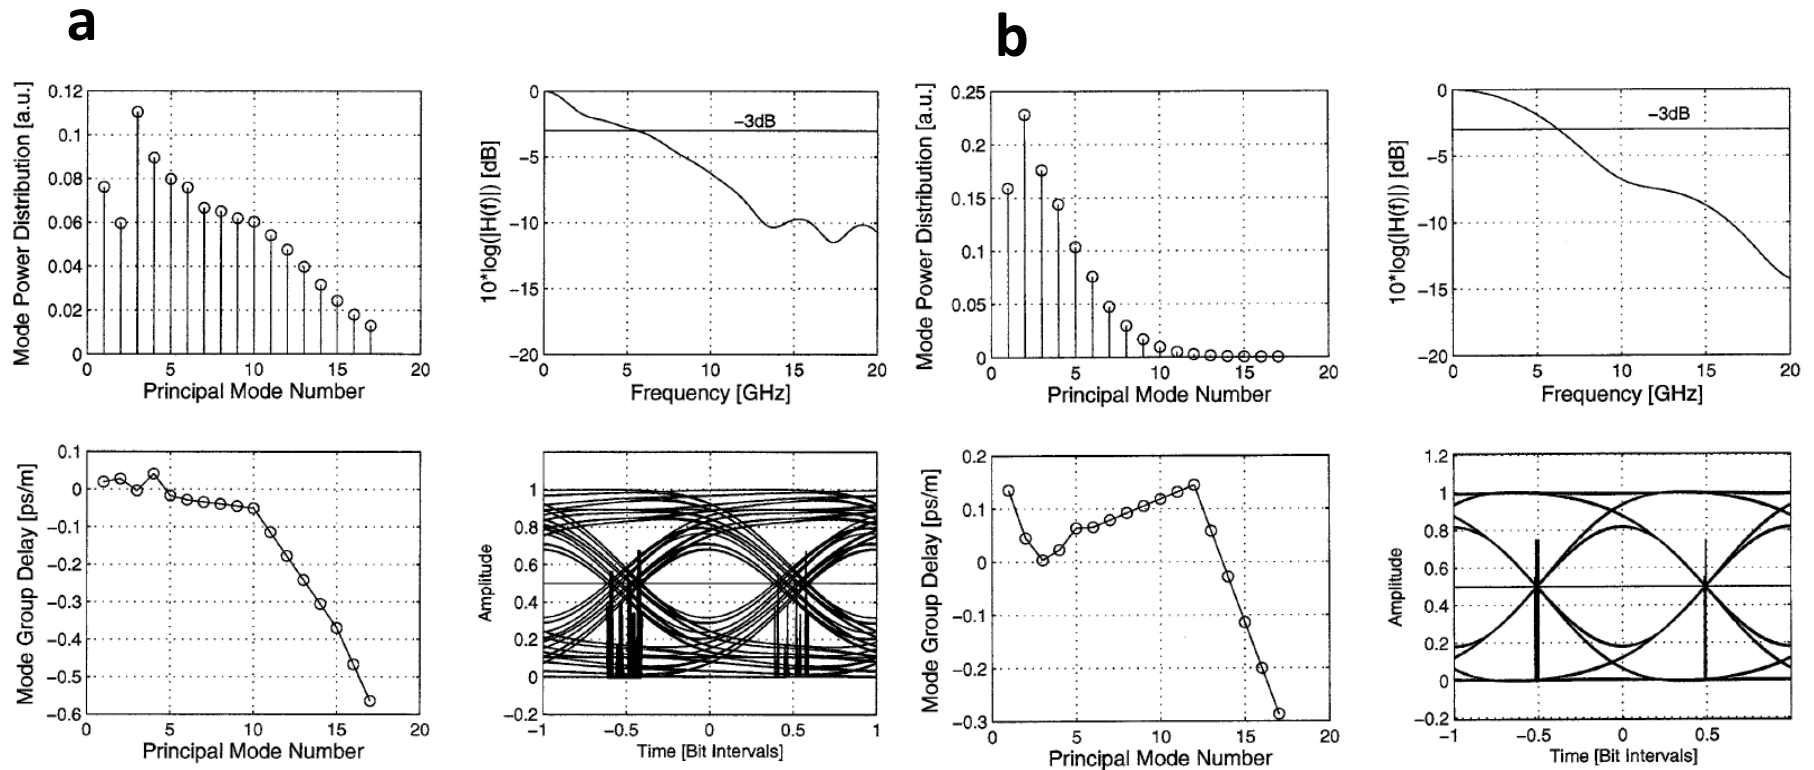 a
b
Mode Power Distribution [a.u.]
0.12
0.1
0.08
0.06
0.04
0.02
0
0 5 10 15 20
Principal Mode Number
10*log(|H(f)|) [dB]
0
−5
−10
−15
−20
−3dB
0 5 10 15 20
Frequency [GHz]
Mode Power Distribution [a.u.]
0.25
0.2
0.15
0.1
0.05
0
0 5 10 15 20
Principal Mode Number
10*log(|H(f)|) [dB]
0
−5
−10
−15
−20
−3dB
0 5 10 15 20
Frequency [GHz]
Mode Group Delay [ps/m]
0.1
0
−0.1
−0.2
−0.3
−0.4
−0.5
−0.6
0 5 10 15 20
Principal Mode Number
Amplitude
1
0.8
0.6
0.4
0.2
0
−0.2
−1 −0.5 0 0.5 1
Time [Bit Intervals]
Mode Group Delay [ps/m]
0.2
0.1
0
−0.1
−0.2
−0.3
0 5 10 15 20
Principal Mode Number
Amplitude
1.2
1
0.8
0.6
0.4
0.2
0
−0.2
−1 −0.5 0 0.5
Time [Bit Intervals]